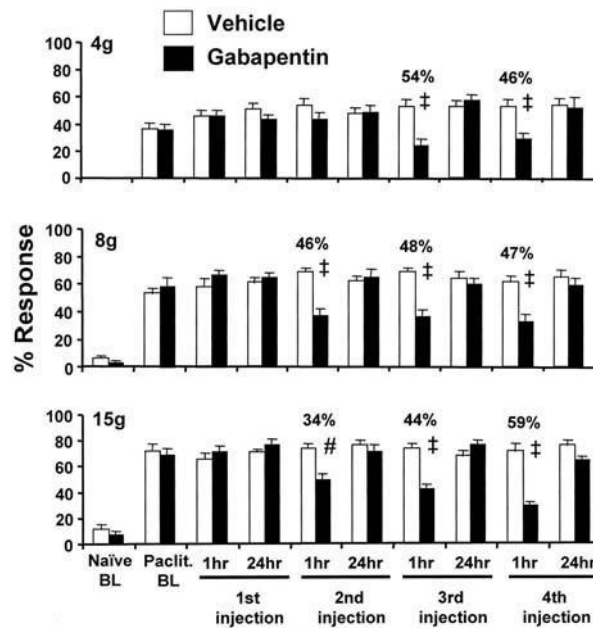 Vehicle
Gabapentin
4g
54%
46%
‡
‡
100
80
60
40
20
0
8g
46%
48%
47%
‡
‡
‡
100
80
60
40
20
0
% Response
15g
34%
44%
59%
#
‡
‡
100
80
60
40
20
0
Naïve BL
Paclit. BL
1hr 24hr 1hr 24hr 1hr 24hr 1hr 24hr
1st injection
2nd injection
3rd injection
4th injection